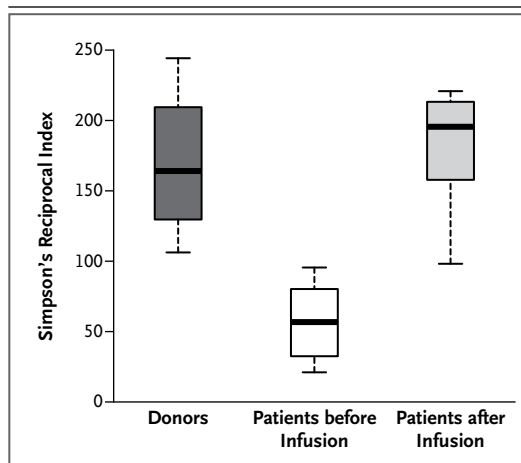 Simpson's Reciprocal Index
250
200
150
100
50
0
Donors
Patients before
Infusion
Patients after
Infusion